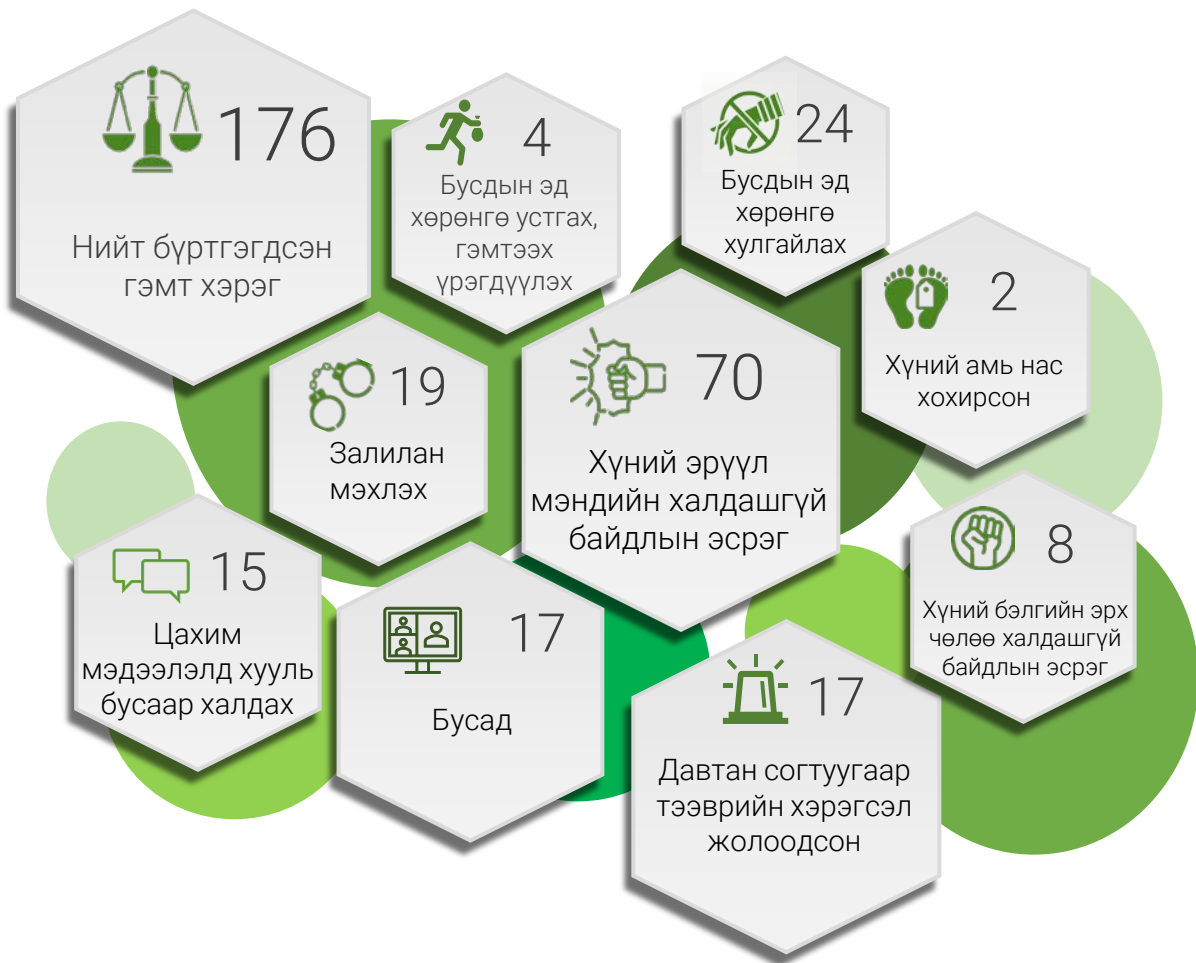 176
Нийт бүртгэгдсэн
гэмт хэрэг
4
Бусдын эд
хөрөнгө устгах,
гэмтээх
үрэгдүүлэх
24
Бусдын эд
хөрөнгө
хулгайлах
2
Хүний амь нас
хохирсон
19
Залилан
мэхлэх
70
Хүний эрүүл
мэндийн халдашгүй
байдлын эсрэг
8
Хүний бэлгийн эрх
чөлөө халдашгүй
байдлын эсрэг
15
Цахим
мэдээлэлд хууль
бусаар халдах
17
Бусад
17
Давтан согтуугаар
тээврийн хэрэгсэл
жолоодсон